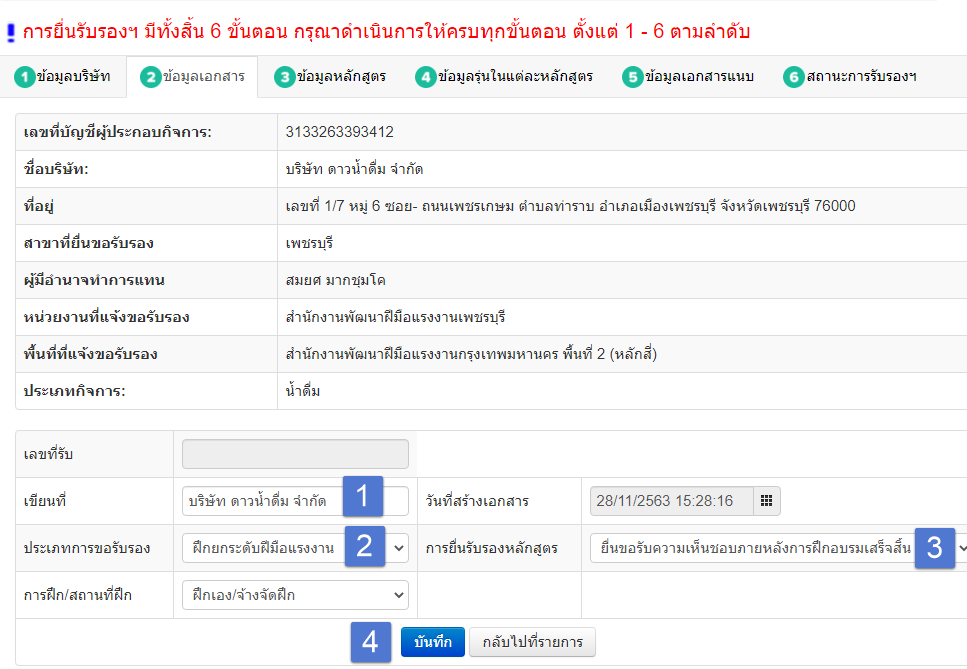 ! การยื่นรับรองฯ มีทั้งสิ้น 6 ขั้นตอน กรุณาดำเนินการให้ครบทุกขั้นตอน ตั้งแต่ 1 - 6 ตามลำดับ
1 ข้อมูลบริษัท 2 ข้อมูลเอกสาร 3 ข้อมูลหลักสูตร 4 ข้อมูลรุ่นในแต่ละหลักสูตร 5 ข้อมูลเอกสารแนบ 6 สถานะการรับรองฯ
เลขที่บัญชีผู้ประกอบกิจการ: 3133263393412
ชื่อบริษัท: บริษัท ดาวน้ำดื่ม จำกัด
ที่อยู่ เลขที่ 1/7 หมู่ 6 ซอย- ถนนเพชรเกษม ตำบลท่าราบ อำเภอเมืองเพชรบุรี จังหวัดเพชรบุรี 76000
สาขาที่ยื่นขอรับรอง เพชรบุรี
ผู้มีอำนาจทำการแทน สมยศ มากชุมโค
หน่วยงานที่แจ้งขอรับรอง สำนักงานพัฒนาฝีมือแรงงานเพชรบุรี
พื้นที่ที่แจ้งขอรับรอง สำนักงานพัฒนาฝีมือแรงงานกรุงเทพมหานคร พื้นที่ 2 (หลักสี่)
ประเภทกิจการ: น้ำดื่ม
เลขที่รับ
เขียนที่ บริษัท ดาวน้ำดื่ม จำกัด 1 วันที่สร้างเอกสาร 28/11/2563 15:28:16
ประเภทการขอรับรอง ฝึกยกระดับฝีมือแรงงาน 2 การยื่นรับรองหลักสูตร ยื่นขอรับความเห็นชอบภายหลังการฝึกอบรมเสร็จสิ้น 3
การฝึก/สถานที่ฝึก ฝึกเอง/จ้างจัดฝึก
4 บันทึก กลับไปที่รายการ